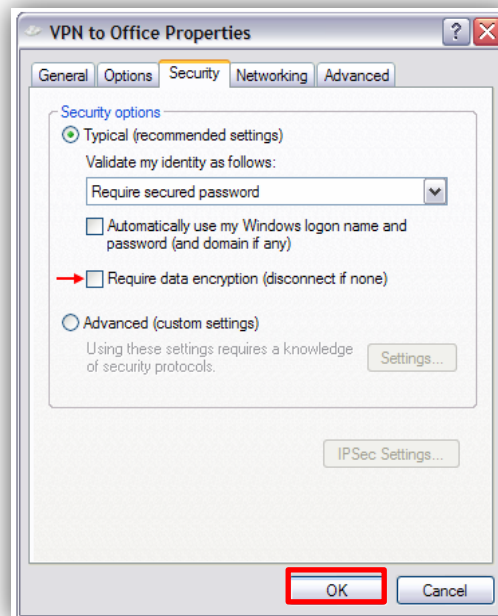 VPN to Office Properties
General Options Security Networking Advanced
Security options
Typical (recommended settings)
Validate my identity as follows:
Require secured password
Automatically use my Windows logon name and
password (and domain if any)
Require data encryption (disconnect if none)
Advanced (custom settings)
Using these settings requires a knowledge
of security protocols.
Settings...
IPSec Settings...
OK Cancel